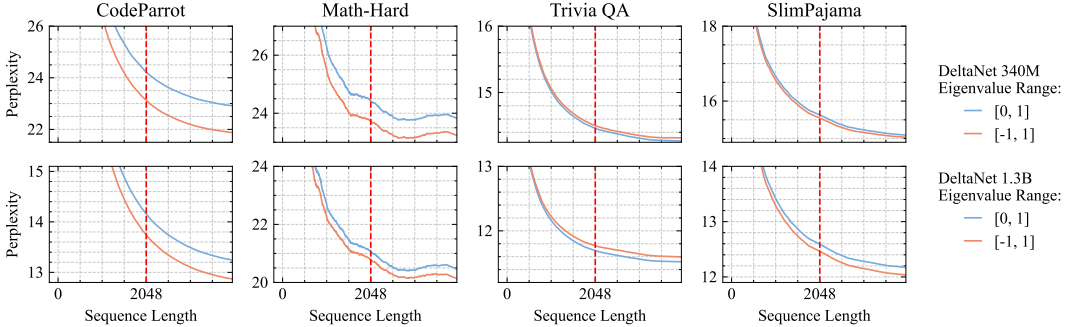 CodeParrot
Math-Hard
Trivia QA
SlimPajama
Perplexity
26
24
22
26
24
16
15
18
16
DeltaNet 340M
Eigenvalue Range:
[0, 1]
[-1, 1]
Perplexity
15
14
13
24
22
20
13
12
14
13
12
DeltaNet 1.3B
Eigenvalue Range:
[0, 1]
[-1, 1]
0 2048
0 2048
0 2048
0 2048
Sequence Length
Sequence Length
Sequence Length
Sequence Length